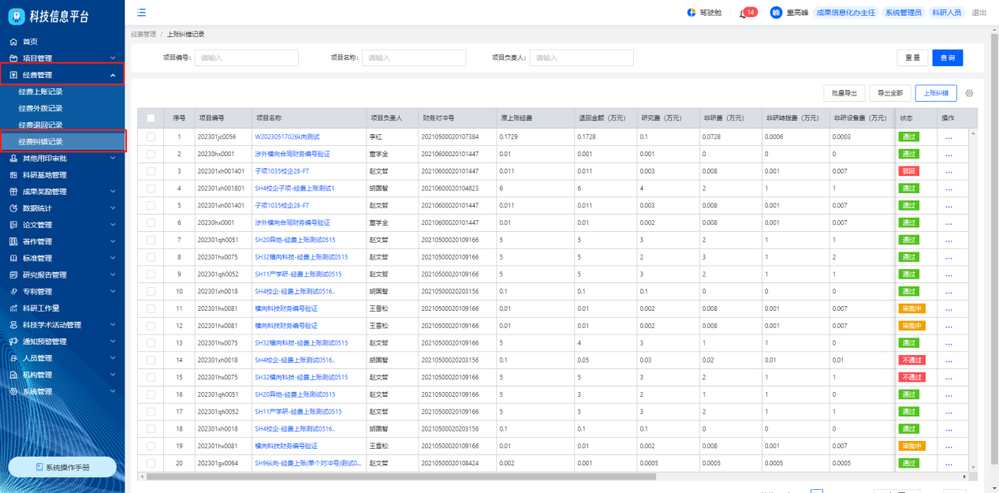 科技信息平台
驾驶舱
14
峰
童高峰
成果信息化办主任
系统管理员
科研人员
退出
首页
项目管理
经费管理
经费上账记录
经费外拨记录
经费退回记录
经费纠错记录
其他用印审批
科研基地管理
成果奖励管理
数据统计
论文管理
著作管理
标准管理
研究报告管理
专利管理
科研工作量
科技学术活动管理
通知预警管理
人员管理
机构管理
系统管理
系统操作手册
经费管理 / 上账纠错记录
项目编号: 请输入 项目名称: 请输入 项目负责人: 请输入 重置 查询
批量导出 导出全部 上账纠错
序号 项目编号 项目名称 项目负责人 财务对冲号 原上账经费 退回金额（万元） 研究费（万元） 非研费（万元） 非研转拨费（万元） 非研设备费（万元） 状态 操作
1 202301jc0056 W2023051702纵向测试 李红 20210500020107384 0.1729 0.1728 0.1 0.0728 0.0006 0.0003 通过 ...
2 20230hx0001 涉外横向合同财务编号验证 董学全 20210600020101447 0.01 0.001 0.001 0 0 0 通过 ...
3 202301xh001401 子项1035校企28-FT 赵文哲 20210600020101447 0.011 0.011 0.003 0.008 0.001 0.007 驳回 ...
4 202301xh001801 SH4校企子项-经费上账测试1 胡国智 20210600020104823 6 6 4 2 1 1 通过 ...
5 202301xh001401 子项1035校企28-FT 赵文哲 20210600020101447 0.011 0.011 0.003 0.008 0.001 0.007 通过 ...
6 20230hx0001 涉外横向合同财务编号验证 董学全 20210600020101447 0.01 0.01 0.002 0.008 0.001 0.007 通过 ...
7 202301qh0051 SH20异地-经费上账测试0515 赵文哲 20210500020109166 5 5 3 2 1 1 通过 ...
8 202301hx0075 SH32横向科技-经费上账测试0515 赵文哲 20210500020109166 5 5 2 3 1 2 通过 ...
9 202301qh0052 SH11产学研-经费上账测试0515 赵文哲 20210500020109166 5 5 3 2 1 1 通过 ...
10 202301xh0018 SH4校企-经费上账测试0516.. 胡国智 20210500020203156 0.1 0.1 0.1 0 0 0 通过 ...
11 202301hx0081 横向科技财务编号验证 王雪松 20210500020109166 0.01 0.01 0.002 0.008 0.001 0.007 审批中 ...
12 202301hx0081 横向科技财务编号验证 王雪松 20210500020109166 0.01 0.01 0.002 0.008 0.001 0.007 审批中 ...
13 202301hx0075 SH32横向科技-经费上账测试0515 赵文哲 20210500020109166 5 4 3 1 1 0 通过 ...
14 202301xh0018 SH4校企-经费上账测试0516.. 胡国智 20210500020203156 0.1 0.05 0.03 0.02 0.01 0.01 不通过 ...
15 202301hx0075 SH32横向科技-经费上账测试0515 赵文哲 20210500020109166 5 5 3 2 1 1 不通过 ...
16 202301qh0051 SH20异地-经费上账测试0515 赵文哲 20210500020109166 5 3 2 1 1 0 通过 ...
17 202301qh0052 SH11产学研-经费上账测试0515 赵文哲 20210500020109166 5 5 3 2 1 1 通过 ...
18 202301xh0018 SH4校企-经费上账测试0516.. 胡国智 20210500020203156 0.1 0.1 0.1 0 0 0 通过 ...
19 202301hx0081 横向科技财务编号验证 王雪松 20210500020109166 0.01 0.01 0.002 0.008 0.001 0.007 审批中 ...
20 202301gx0064 SH9纵向-经费上账(单个对冲号)测试0... 赵文哲 20210500020108424 0.002 0.001 0.0005 0.0005 0.0005 0.0005 通过 ...